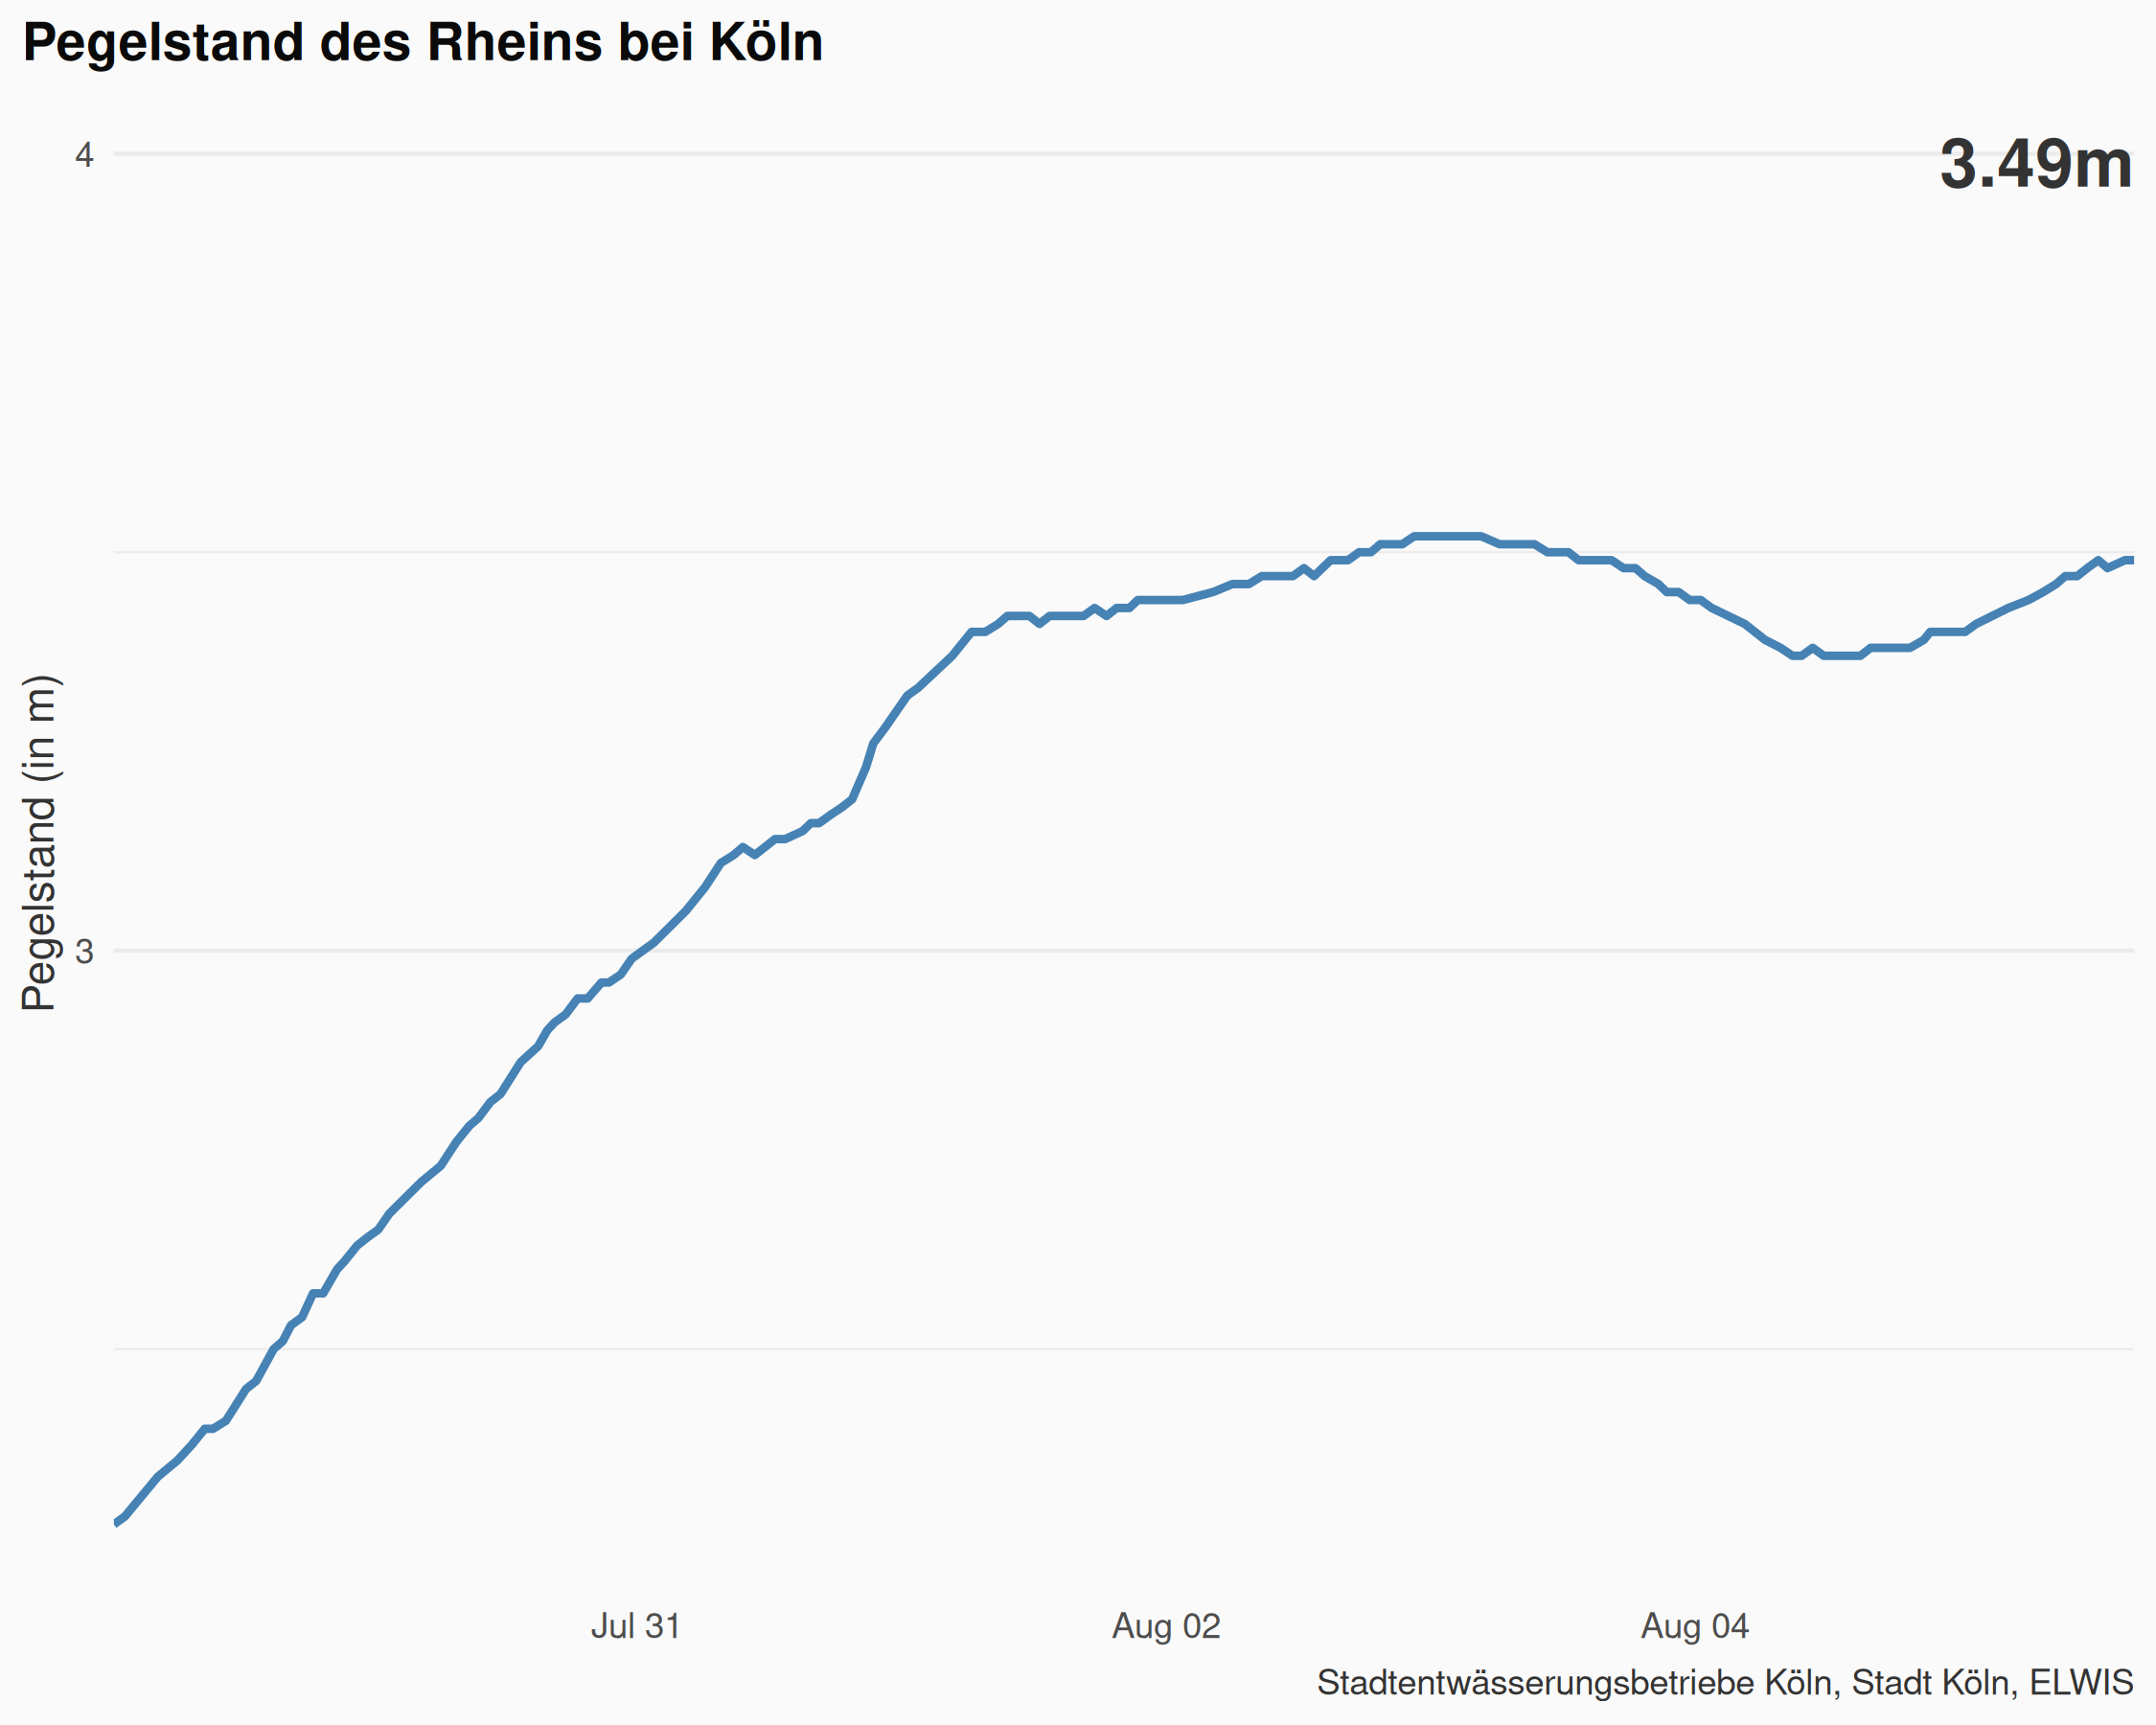 Pegelstand des Rheins bei Köln
4
3.49m
Pegelstand (in m)
3
Jul 31
Aug 02
Aug 04
Stadtentwässerungsbetriebe Köln, Stadt Köln, ELWIS